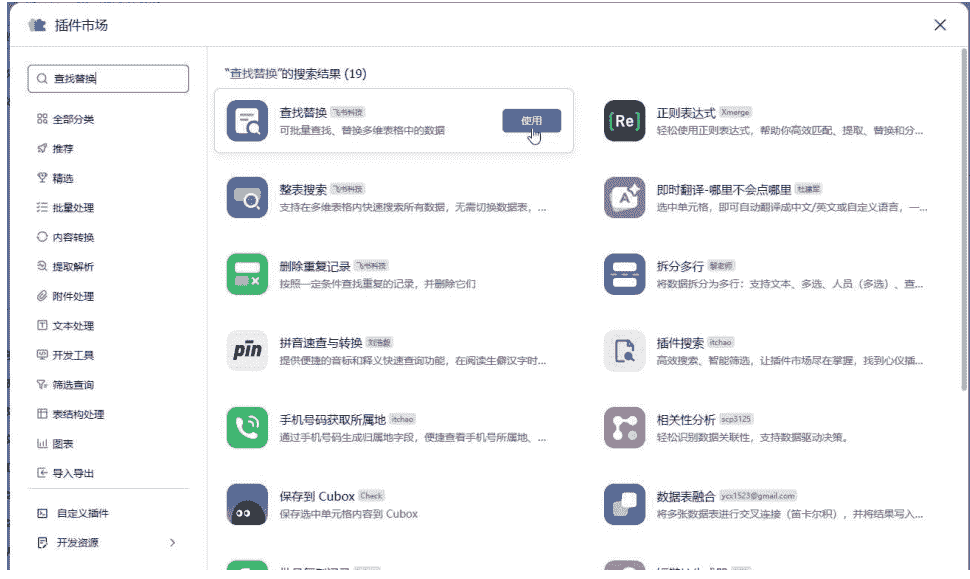 插件市场
查找替换
全部分类
推荐
精选
批量处理
内容转换
提取解析
附件处理
文本处理
开发工具
筛选查询
表结构处理
图表
导入导出
自定义插件
开发资源
“查找替换”的搜索结果 (19)
查找替换 飞书科技
可批量查找、替换多维表格中的数据
使用
正则表达式 Xmerge
轻松使用正则表达式，帮助你高效匹配、提取、替换和分...
整表搜索 飞书科技
支持在多维表格内快速搜索所有数据，无需切换数据表，...
即时翻译-哪里不会点哪里 杜建军
选中单元格，即可自动翻译成中文/英文或自定义语言，一...
删除重复记录 飞书科技
按照一定条件查找重复的记录，并删除它们
拆分多行
将数据拆分为多行：支持文本、多选、人员（多选）、查...
pīn
拼音速查与转换
提供便捷的音标和释义快速查询功能，在阅读生僻汉字时...
插件搜索 itchao
高效搜索、智能筛选，让插件市场尽在掌握，找到心仪插...
手机号码获取所属地 itchao
通过手机号码生成归属地字段，便捷查看手机号所属地、...
相关性分析 scp3125
轻松识别数据关联性，支持数据驱动决策。
保存到 Cubox Check
保存选中单元格内容到 Cubox
数据表融合 ycx1523@gmail.com
将多张数据表进行交叉连接（笛卡尔积），并将结果写入...